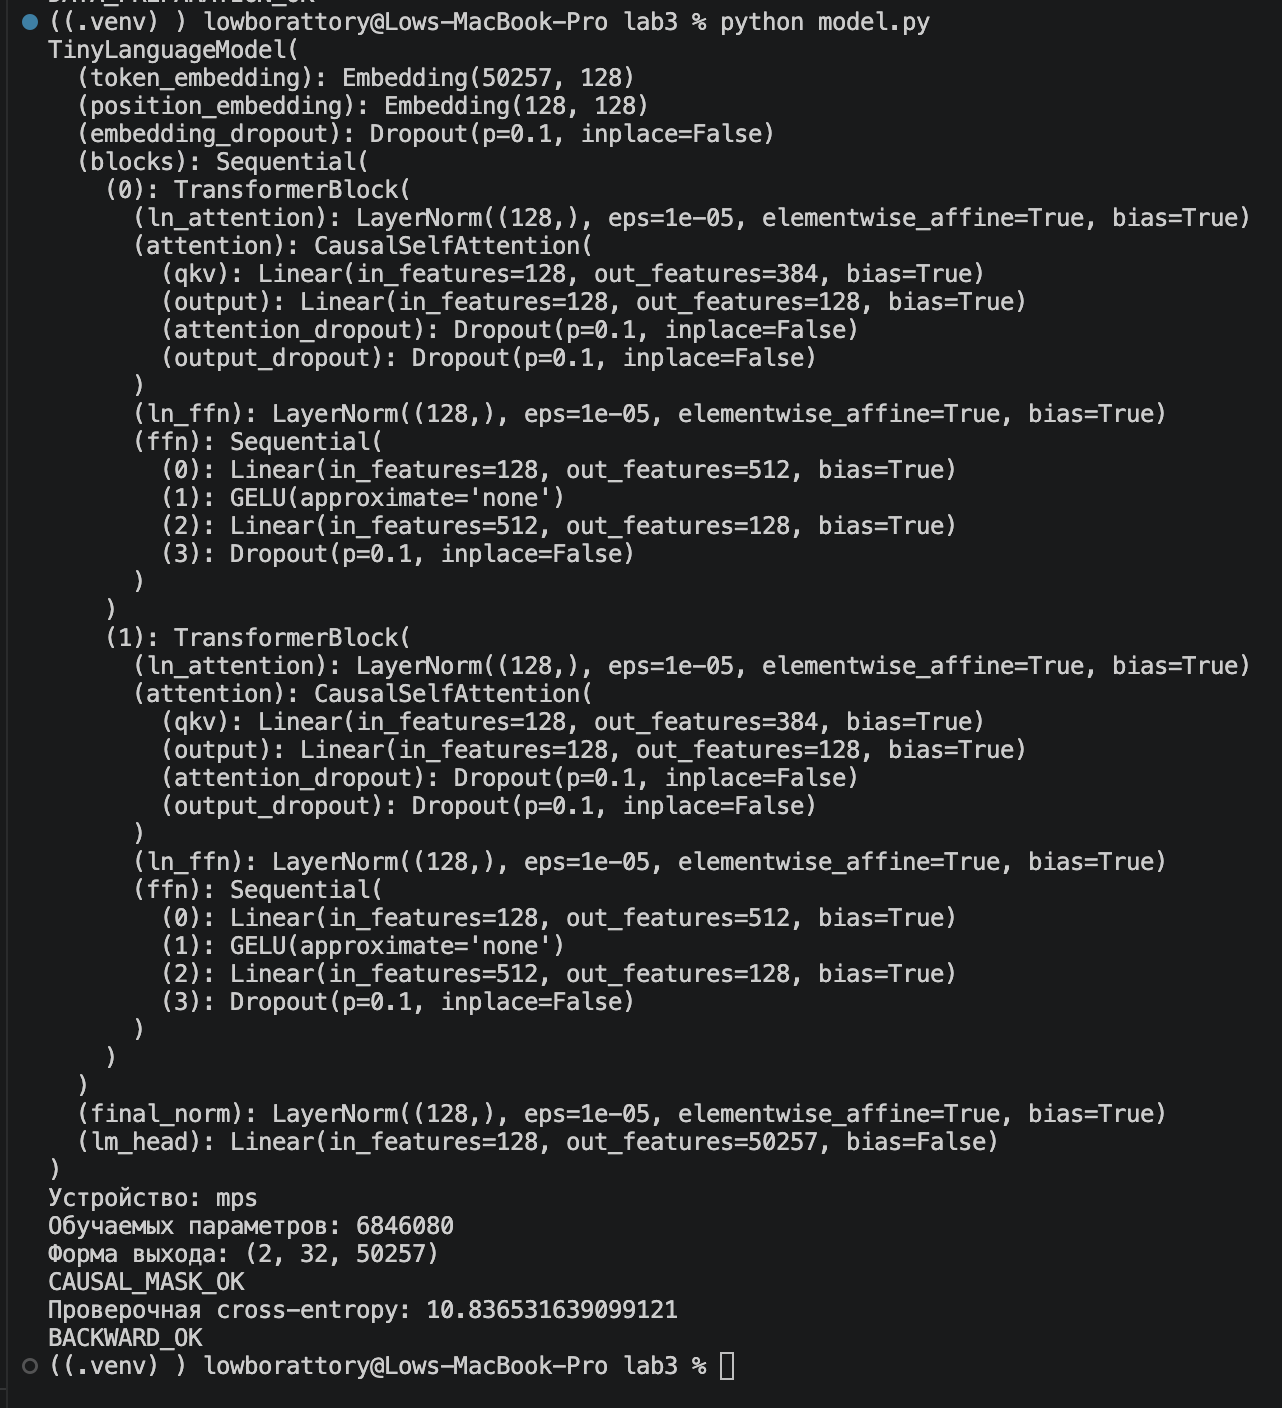 ((.venv) ) lowborattory@Lows-MacBook-Pro lab3 % python model.py
TinyLanguageModel(
  (token_embedding): Embedding(50257, 128)
  (position_embedding): Embedding(128, 128)
  (embedding_dropout): Dropout(p=0.1, inplace=False)
  (blocks): Sequential(
    (0): TransformerBlock(
      (ln_attention): LayerNorm((128,), eps=1e-05, elementwise_affine=True, bias=True)
      (attention): CausalSelfAttention(
        (qkv): Linear(in_features=128, out_features=384, bias=True)
        (output): Linear(in_features=128, out_features=128, bias=True)
        (attention_dropout): Dropout(p=0.1, inplace=False)
        (output_dropout): Dropout(p=0.1, inplace=False)
      )
      (ln_ffn): LayerNorm((128,), eps=1e-05, elementwise_affine=True, bias=True)
      (ffn): Sequential(
        (0): Linear(in_features=128, out_features=512, bias=True)
        (1): GELU(approximate='none')
        (2): Linear(in_features=512, out_features=128, bias=True)
        (3): Dropout(p=0.1, inplace=False)
      )
    )
    (1): TransformerBlock(
      (ln_attention): LayerNorm((128,), eps=1e-05, elementwise_affine=True, bias=True)
      (attention): CausalSelfAttention(
        (qkv): Linear(in_features=128, out_features=384, bias=True)
        (output): Linear(in_features=128, out_features=128, bias=True)
        (attention_dropout): Dropout(p=0.1, inplace=False)
        (output_dropout): Dropout(p=0.1, inplace=False)
      )
      (ln_ffn): LayerNorm((128,), eps=1e-05, elementwise_affine=True, bias=True)
      (ffn): Sequential(
        (0): Linear(in_features=128, out_features=512, bias=True)
        (1): GELU(approximate='none')
        (2): Linear(in_features=512, out_features=128, bias=True)
        (3): Dropout(p=0.1, inplace=False)
      )
    )
  )
  (final_norm): LayerNorm((128,), eps=1e-05, elementwise_affine=True, bias=True)
  (lm_head): Linear(in_features=128, out_features=50257, bias=False)
)
Устройство: mps
Обучаемых параметров: 6846080
Форма выхода: (2, 32, 50257)
CAUSAL_MASK_OK
Проверочная cross-entropy: 10.836531639099121
BACKWARD_OK
((.venv) ) lowborattory@Lows-MacBook-Pro lab3 %